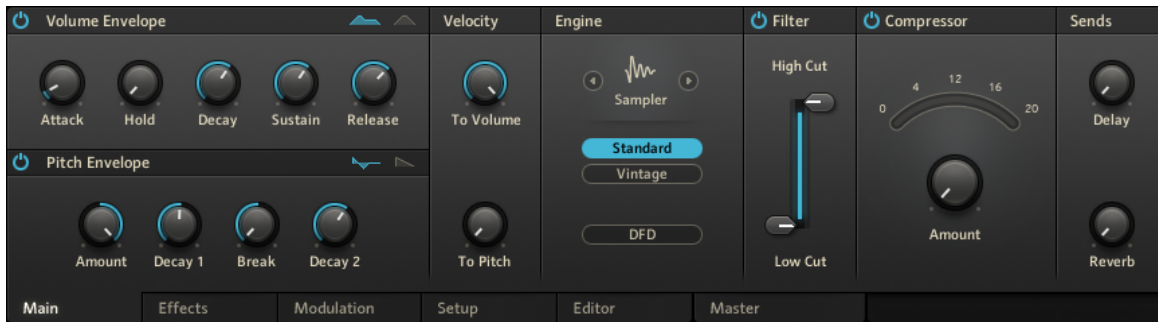 Volume Envelope
Velocity
Engine
Filter
Compressor
Sends
Attack
Hold
Decay
Sustain
Release
To Volume
Sampler
Standard
Vintage
DFD
High Cut
Low Cut
0
4
12
16
20
Amount
Delay
Pitch Envelope
Amount
Decay 1
Break
Decay 2
To Pitch
Reverb
Main
Effects
Modulation
Setup
Editor
Master